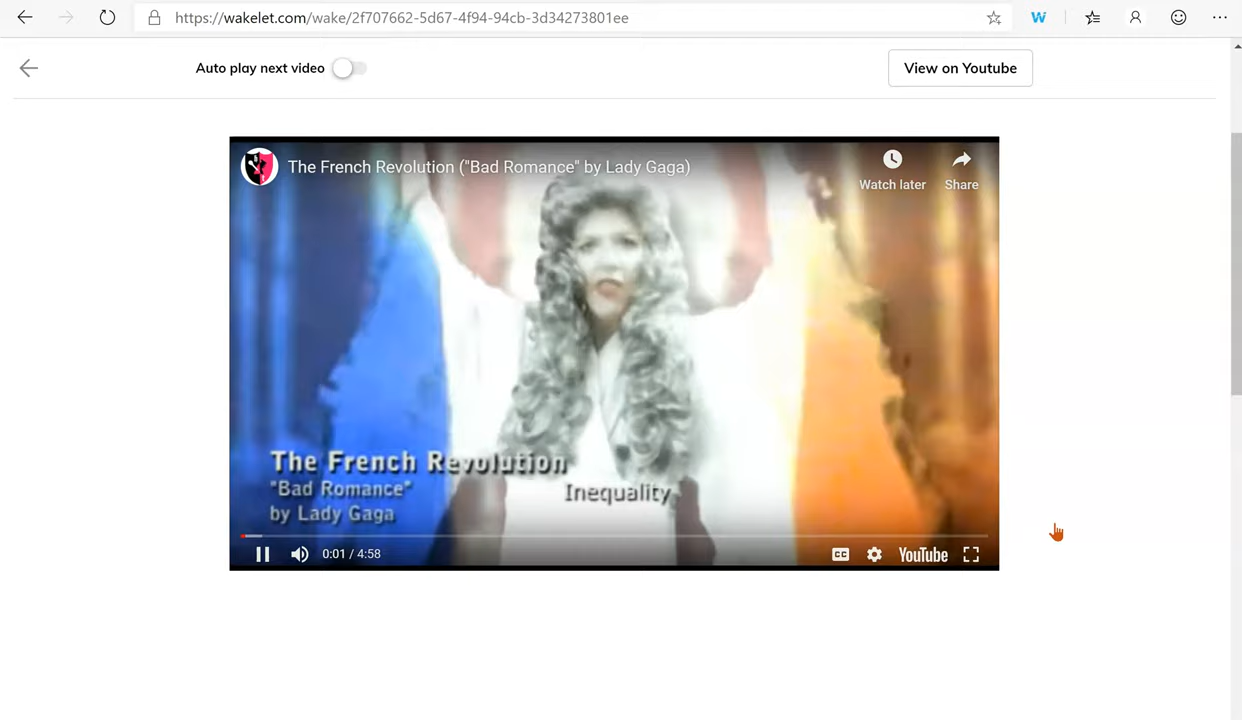 https://wakelet.com/wake/2f707662-5d67-4f94-94cb-3d34273801ee
W
Auto play next video
View on Youtube
The French Revolution ("Bad Romance" by Lady Gaga)
Watch later
Share
The French Revolution
"Bad Romance"
by Lady Gaga
Inequality
0:01 / 4:58
CC
YouTube